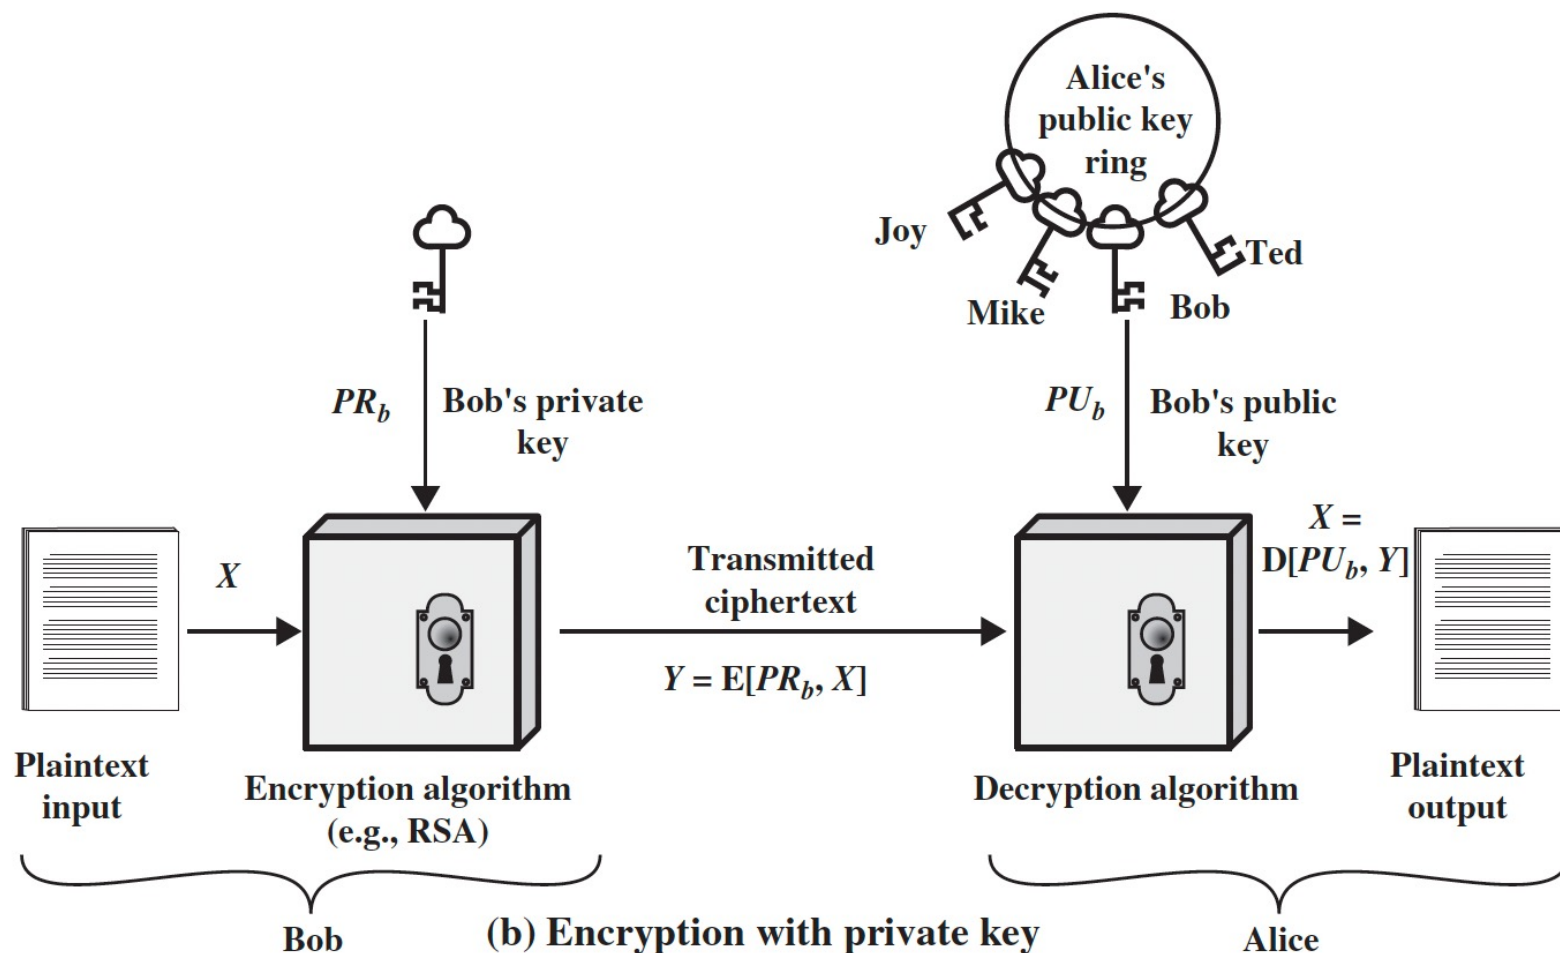 Alice's
public key
ring
Joy
Ted
Mike
Bob
PR_b
Bob's private
key
PU_b
Bob's public
key
X
Transmitted
ciphertext
X =
D[PU_b, Y]
Y = E[PR_b, X]
Plaintext
input
Encryption algorithm
(e.g., RSA)
Decryption algorithm
Plaintext
output
Bob
(b) Encryption with private key
Alice